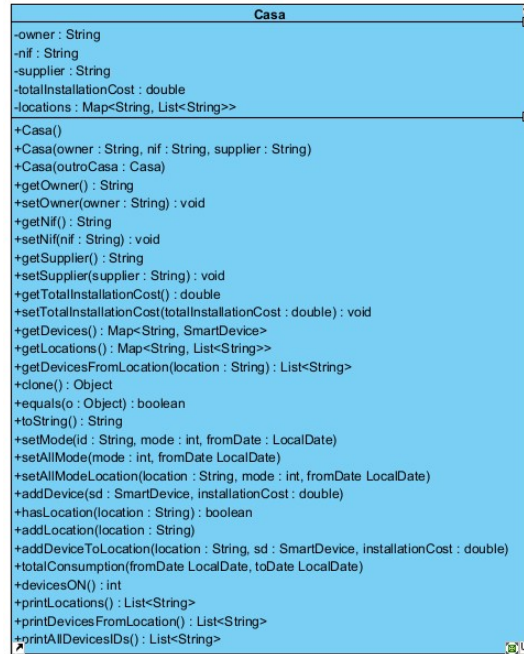 Casa
-owner : String
-nif : String
-supplier : String
-totalInstallationCost : double
-locations : Map<String, List<String>>
+Casa()
+Casa(owner : String, nif : String, supplier : String)
+Casa(outroCasa : Casa)
+getOwner() : String
+setOwner(owner : String) : void
+getNif() : String
+setNif(nif : String) : void
+getSupplier() : String
+setSupplier(supplier : String) : void
+getTotalInstallationCost() : double
+setTotalInstallationCost(totalInstallationCost : double) : void
+getDevices() : Map<String, SmartDevice>
+getLocations() : Map<String, List<String>>
+getDevicesFromLocation(location : String) : List<String>
+clone() : Object
+equals(o : Object) : boolean
+toString() : String
+setMode(id : String, mode : int, fromDate : LocalDate)
+setAllMode(mode : int, fromDate LocalDate)
+setAllModeLocation(location : String, mode : int, fromDate LocalDate)
+addDevice(sd : SmartDevice, installationCost : double)
+hasLocation(location : String) : boolean
+addLocation(location : String)
+addDeviceToLocation(location : String, sd : SmartDevice, installationCost : double)
+totalConsumption(fromDate LocalDate, toDate LocalDate)
+devicesON() : int
+printLocations() : List<String>
+printDevicesFromLocation() : List<String>
+printAllDevicesIDs() : List<String>